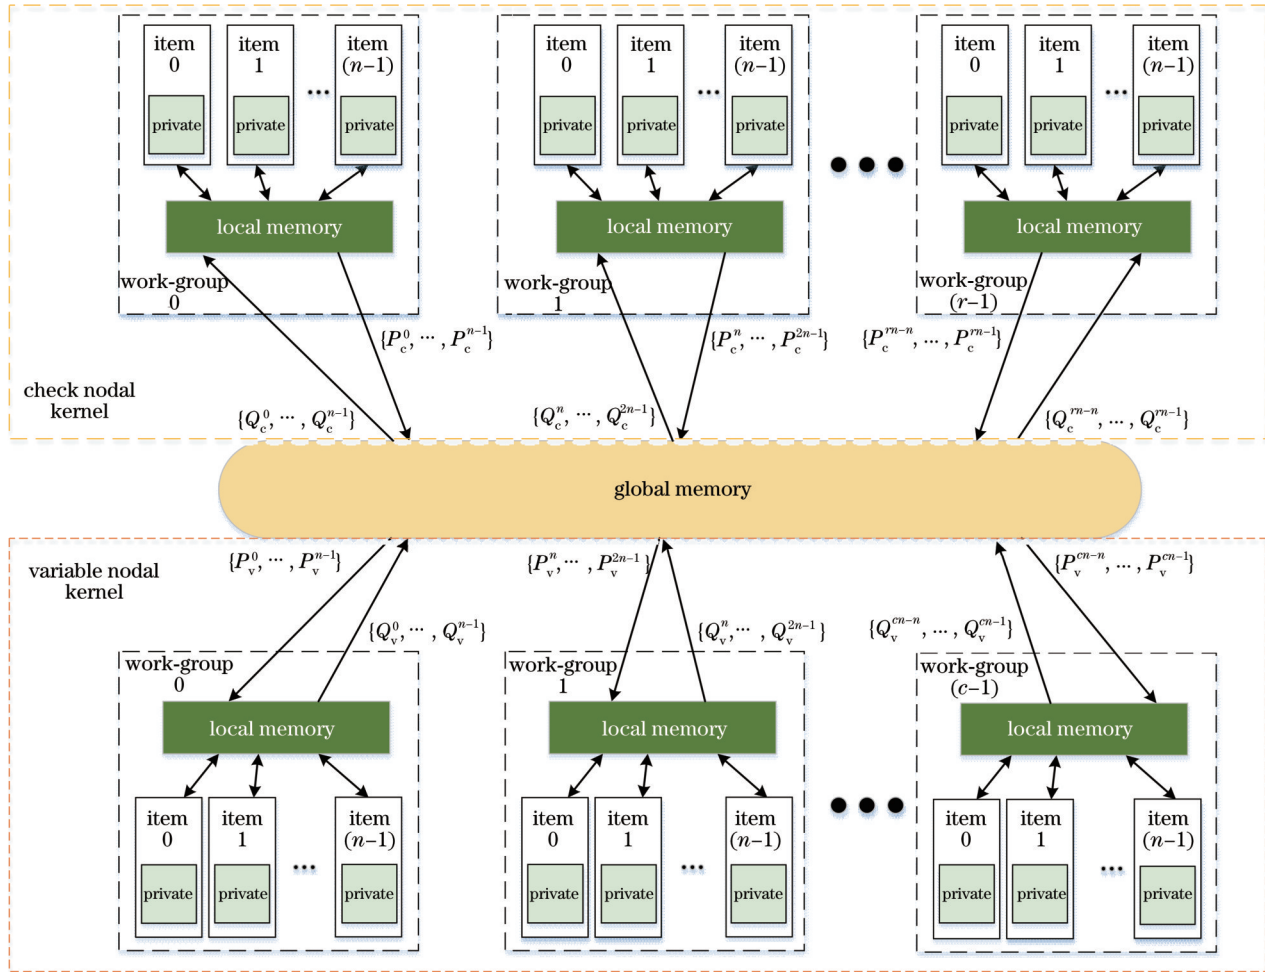 item 0
item 1
...
item (n−1)
private
private
private
local memory
work-group 0
item 0
item 1
...
item (n−1)
private
private
private
local memory
work-group 1
item 0
item 1
...
item (n−1)
private
private
private
local memory
work-group (r−1)
{P_c^0, ··· , P_c^{n−1}}
{P_c^n, ··· , P_c^{2n−1}}
{P_c^{rn−n}, ... , P_c^{rn−1}}
check nodal
kernel
{Q_c^0, ··· , Q_c^{n−1}}
{Q_c^n, ··· , Q_c^{2n−1}}
{Q_c^{rn−n}, ... , Q_c^{rn−1}}
global memory
variable nodal
kernel
{P_v^0, ··· , P_v^{n−1}}
{P_v^n, ··· , P_v^{2n−1}}
{P_v^{cn−n}, ... , P_v^{cn−1}}
{Q_v^0, ··· , Q_v^{n−1}}
{Q_v^n, ··· , Q_v^{2n−1}}
{Q_v^{cn−n}, ... , Q_v^{cn−1}}
work-group 0
local memory
item 0
item 1
...
item (n−1)
private
private
private
work-group 1
local memory
item 0
item 1
...
item (n−1)
private
private
private
work-group (c−1)
local memory
item 0
item 1
...
item (n−1)
private
private
private